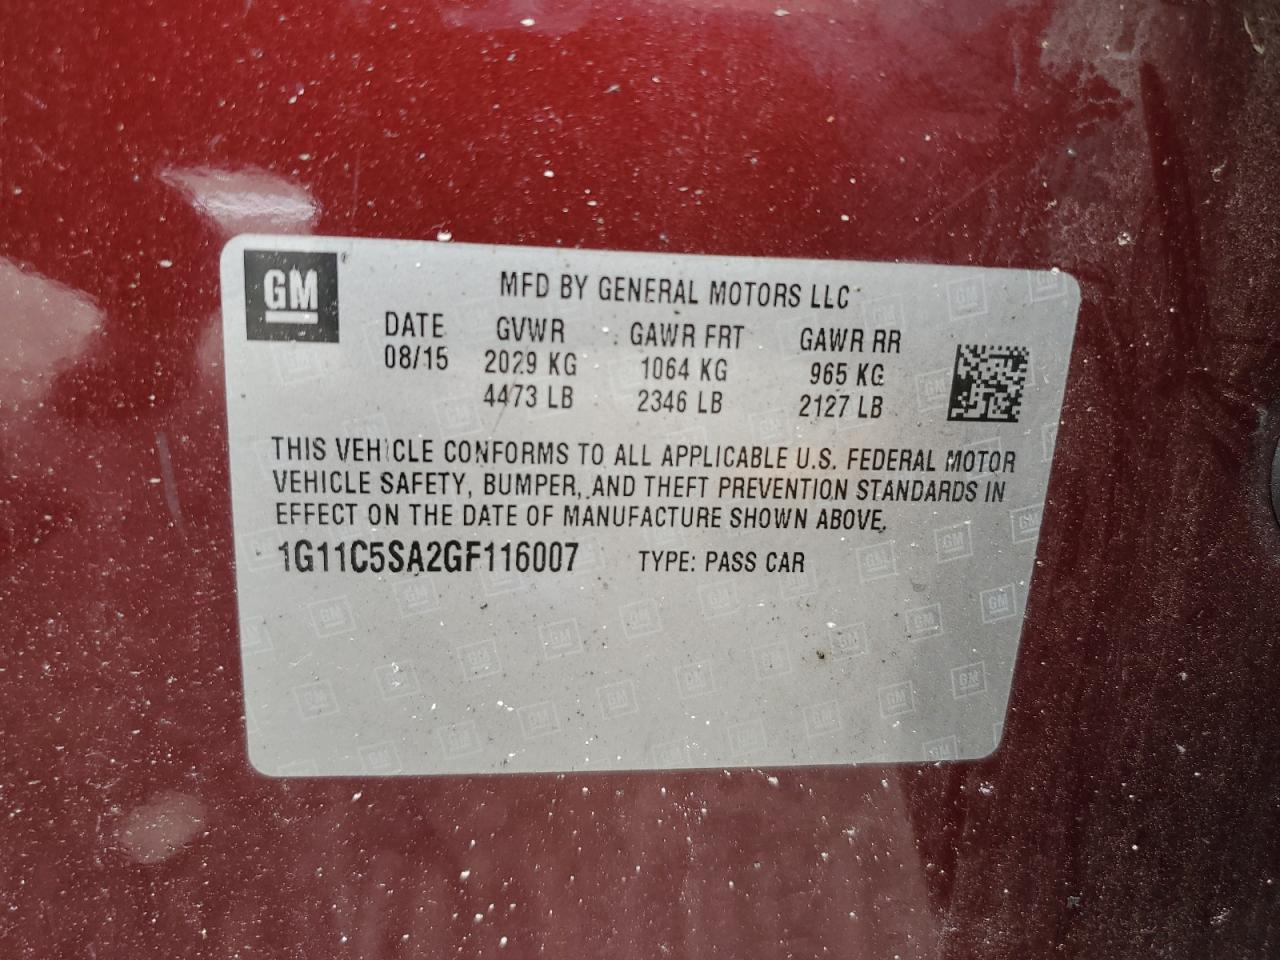 GM
MFD BY GENERAL MOTORS LLC
DATE GVWR GAWR FRT GAWR RR
08/15 2029 KG 1064 KG 965 KG
4473 LB 2346 LB 2127 LB
THIS VEHICLE CONFORMS TO ALL APPLICABLE U.S. FEDERAL MOTOR
VEHICLE SAFETY, BUMPER, AND THEFT PREVENTION STANDARDS IN
EFFECT ON THE DATE OF MANUFACTURE SHOWN ABOVE.
1G11C5SA2GF116007 TYPE: PASS CAR